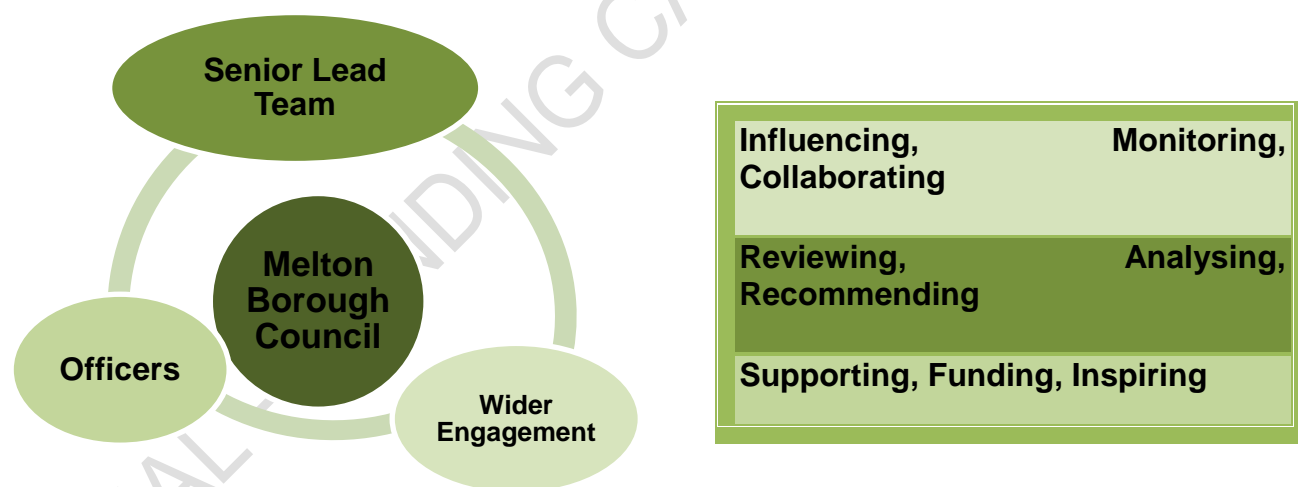 Senior Lead
Team
Melton
Borough
Council
Officers
Wider
Engagement
Influencing, Monitoring,
Collaborating
Reviewing, Analysing,
Recommending
Supporting, Funding, Inspiring